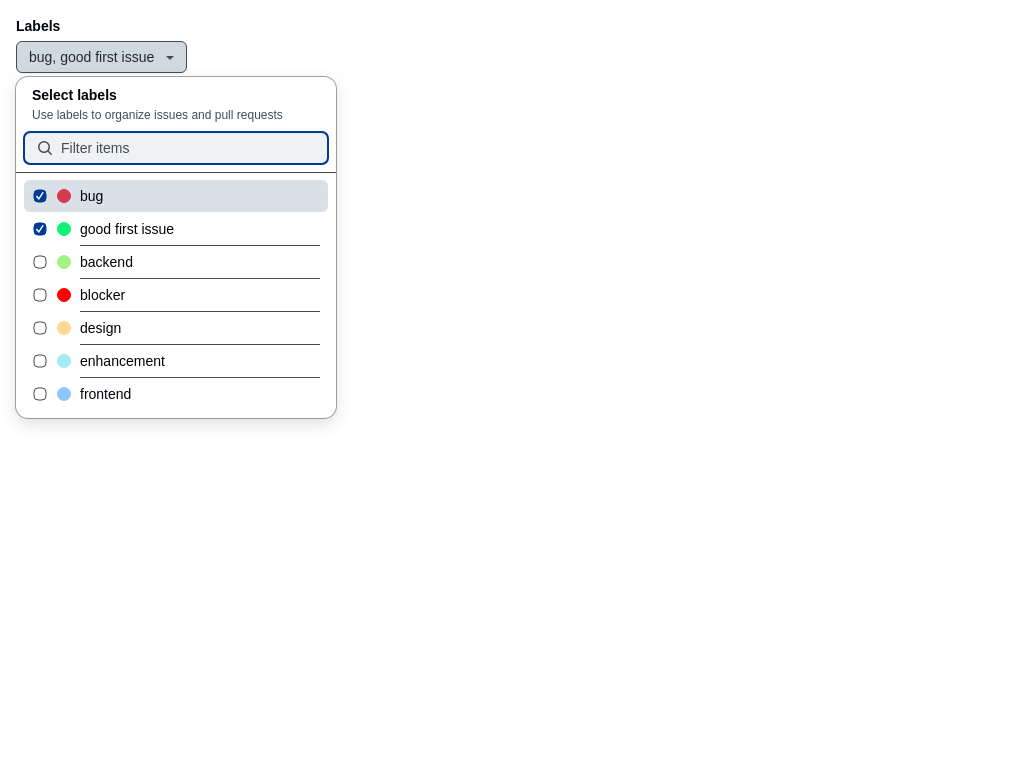 Labels
bug, good first issue
Select labels
Use labels to organize issues and pull requests
Filter items
bug
good first issue
backend
blocker
design
enhancement
frontend